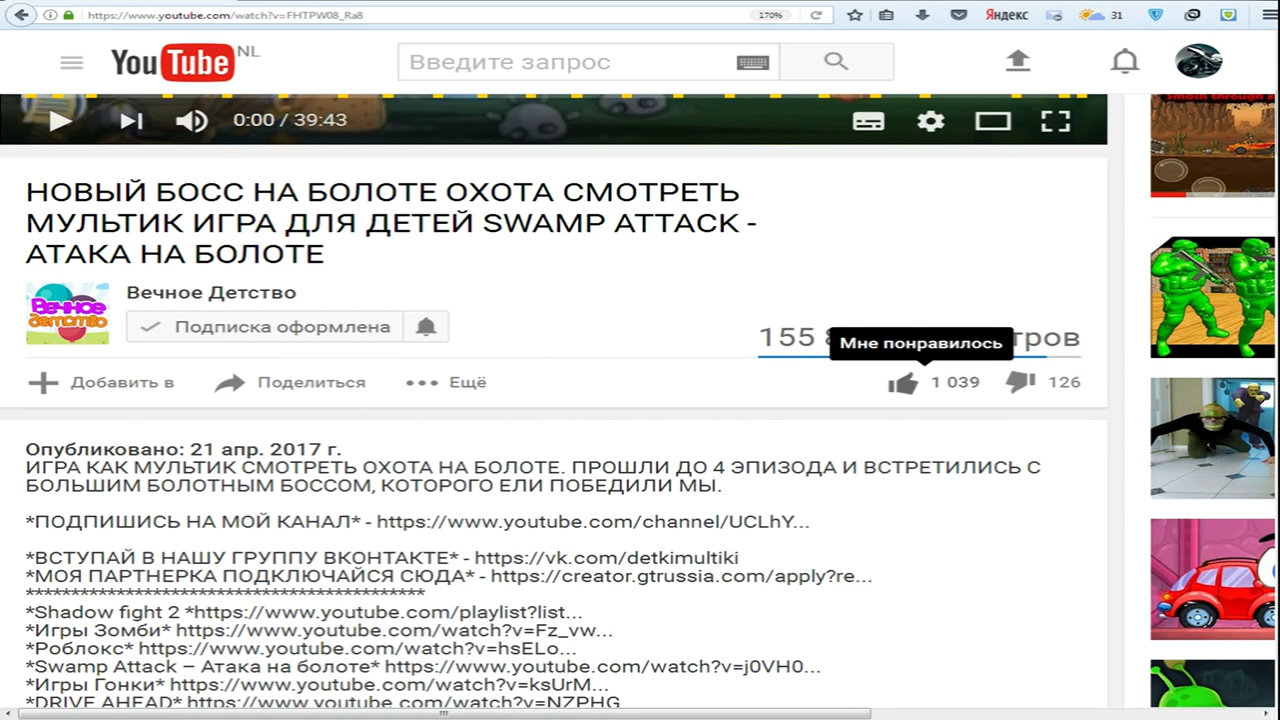 https://www.youtube.com/watch?v=FHTPW08_Ra8
170%
Яндекс
31
YouTube NL
Введите запрос
0:00 / 39:43
НОВЫЙ БОСС НА БОЛОТЕ ОХОТА СМОТРЕТЬ
МУЛЬТИК ИГРА ДЛЯ ДЕТЕЙ SWAMP ATTACK -
АТАКА НА БОЛОТЕ
Вечное детство
Вечное Детство
Подписка оформлена
155
Мне понравилось
Добавить в
Поделиться
Ещё
1 039
126
Опубликовано: 21 апр. 2017 г.
ИГРА КАК МУЛЬТИК СМОТРЕТЬ ОХОТА НА БОЛОТЕ. ПРОШЛИ ДО 4 ЭПИЗОДА И ВСТРЕТИЛИСЬ С
БОЛЬШИМ БОЛОТНЫМ БОССОМ, КОТОРОГО ЕЛИ ПОБЕДИЛИ МЫ.
*ПОДПИШИСЬ НА МОЙ КАНАЛ* - https://www.youtube.com/channel/UCLhY...
*ВСТУПАЙ В НАШУ ГРУППУ ВКОНТАКТЕ* - https://vk.com/detkimultiki
*МОЯ ПАРТНЕРКА ПОДКЛЮЧАЙСЯ СЮДА* - https://creator.gtrussia.com/apply?re...
******************************************
*Shadow fight 2 *https://www.youtube.com/playlist?list...
*Игры Зомби* https://www.youtube.com/watch?v=Fz_vw...
*Роблокс* https://www.youtube.com/watch?v=hsELo...
*Swamp Attack – Атака на болоте* https://www.youtube.com/watch?v=j0VH0...
*Игры Гонки* https://www.youtube.com/watch?v=ksUrM...
*DRIVE AHEAD* https://www.youtube.com/watch?v=NZPHG